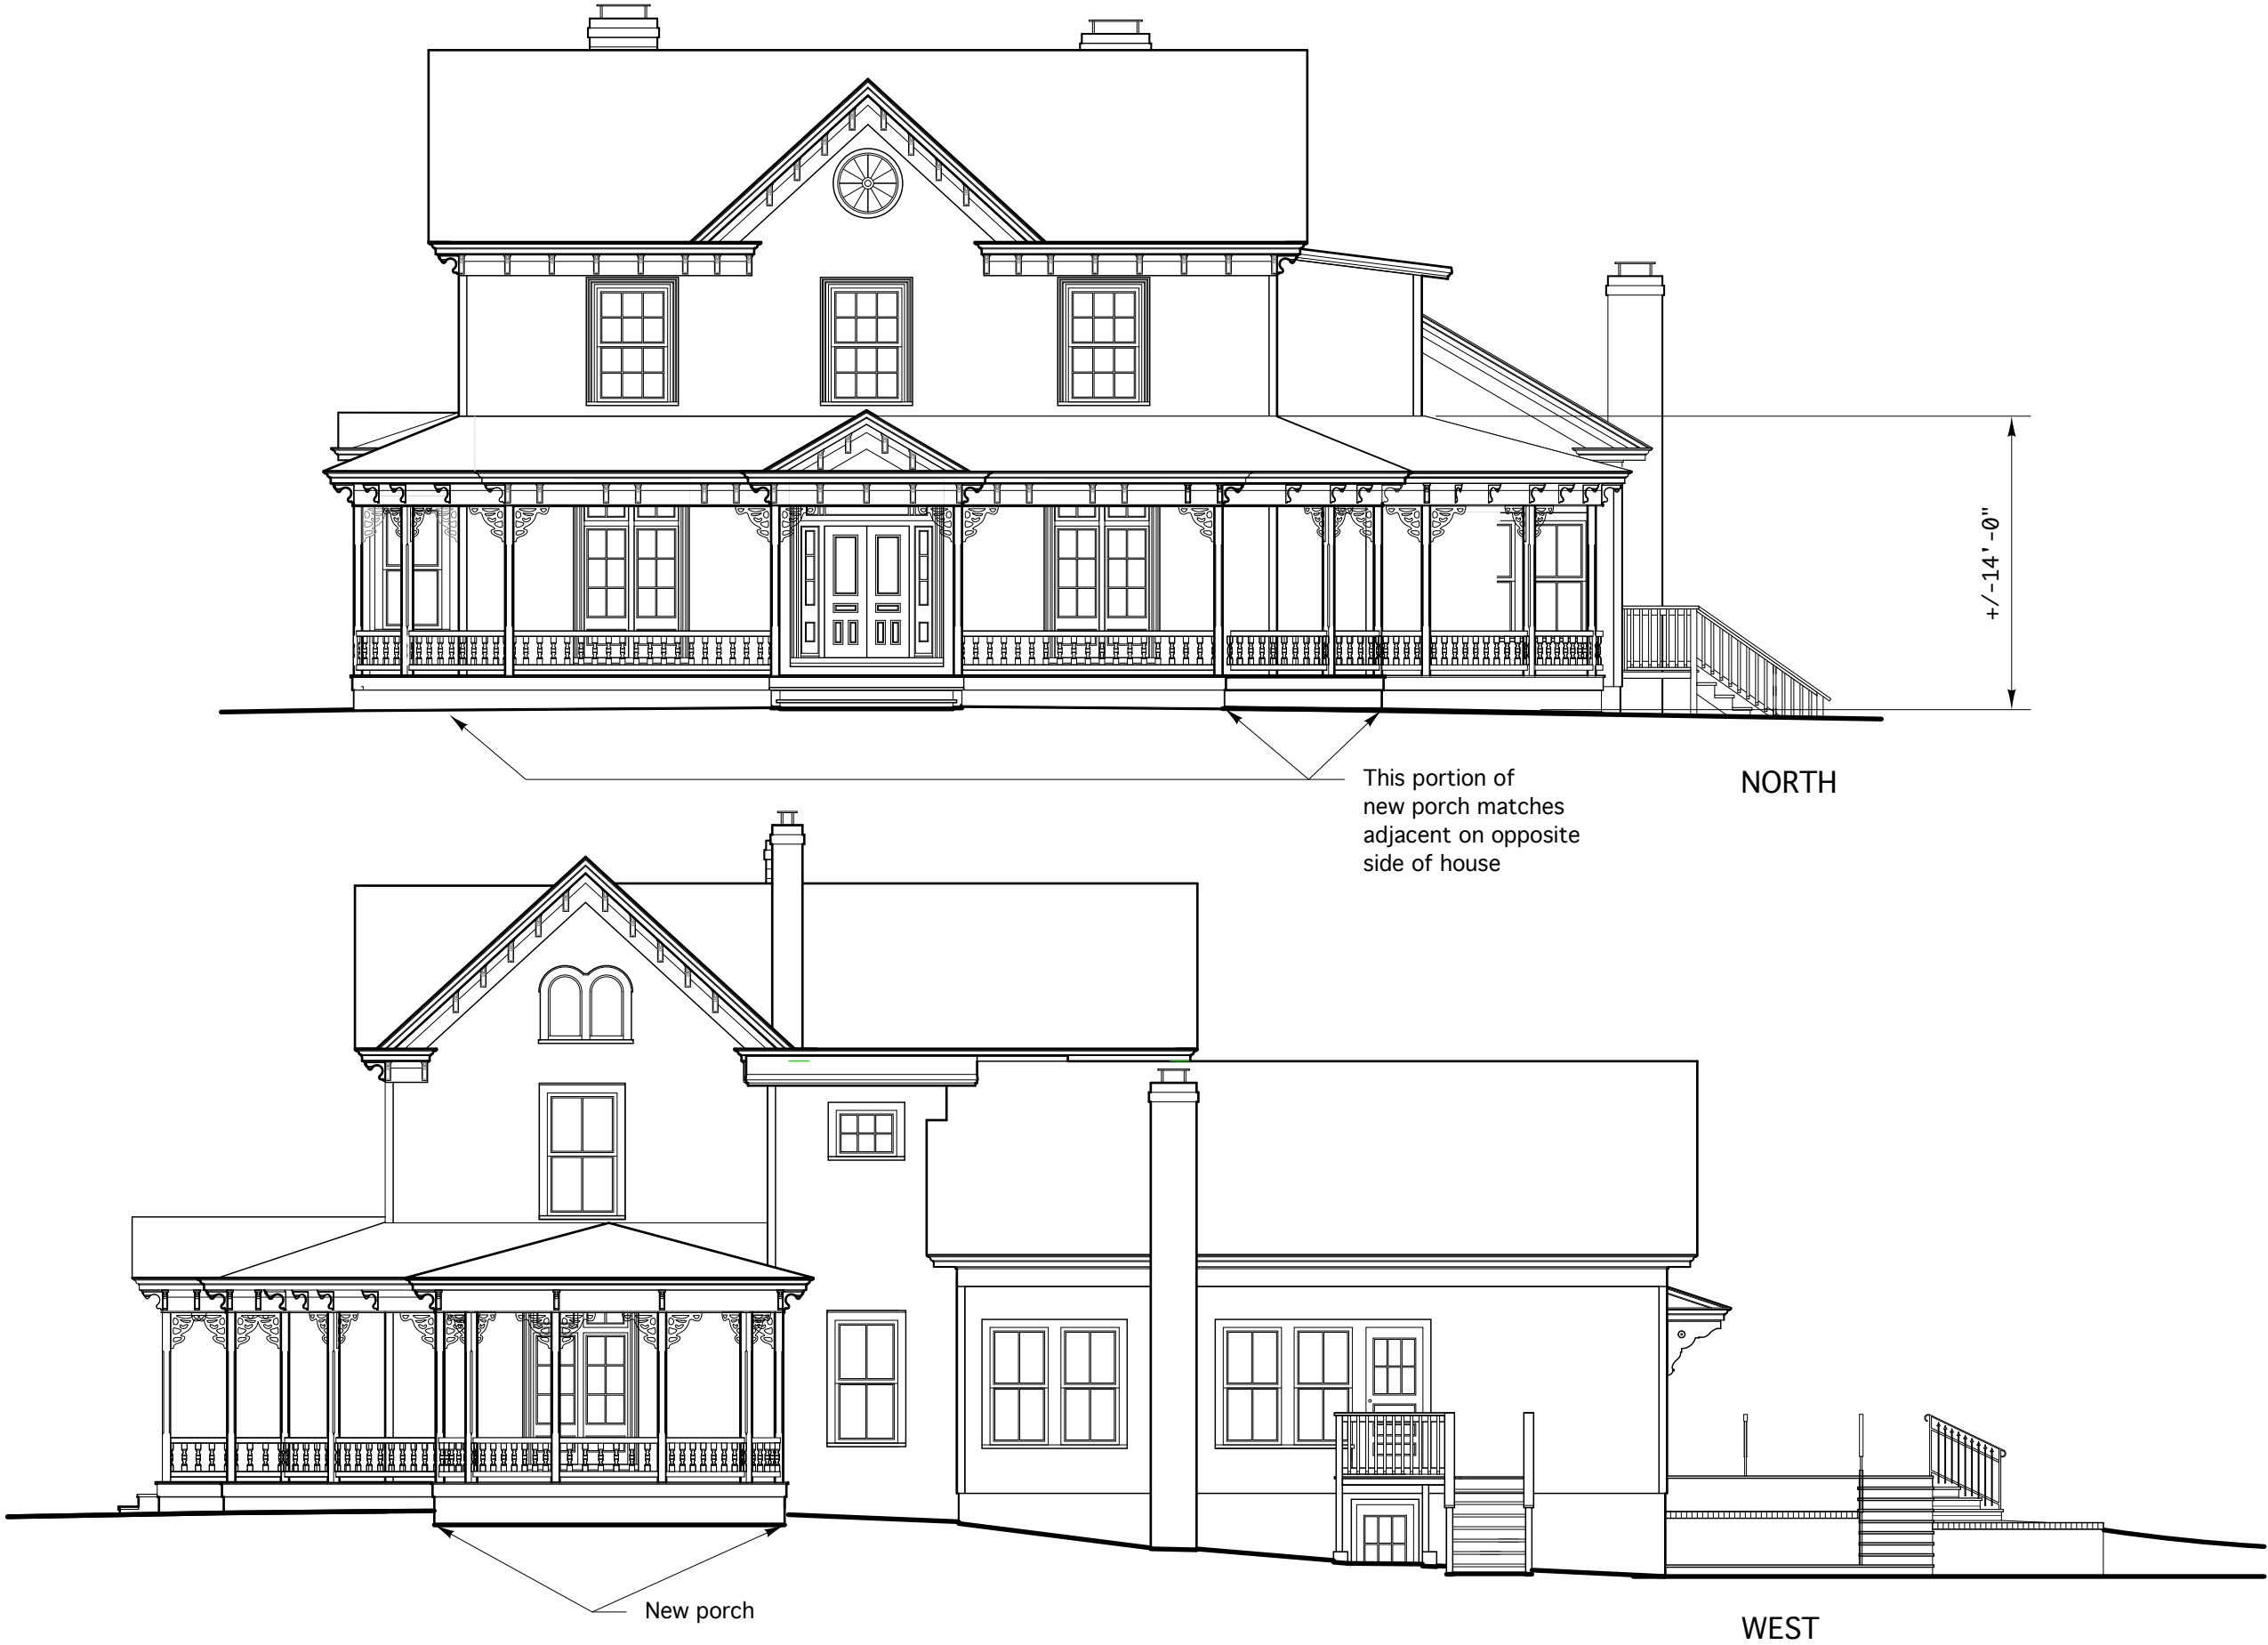 +/-14'-0"
This portion of
new porch matches
adjacent on opposite
side of house
NORTH
New porch
WEST